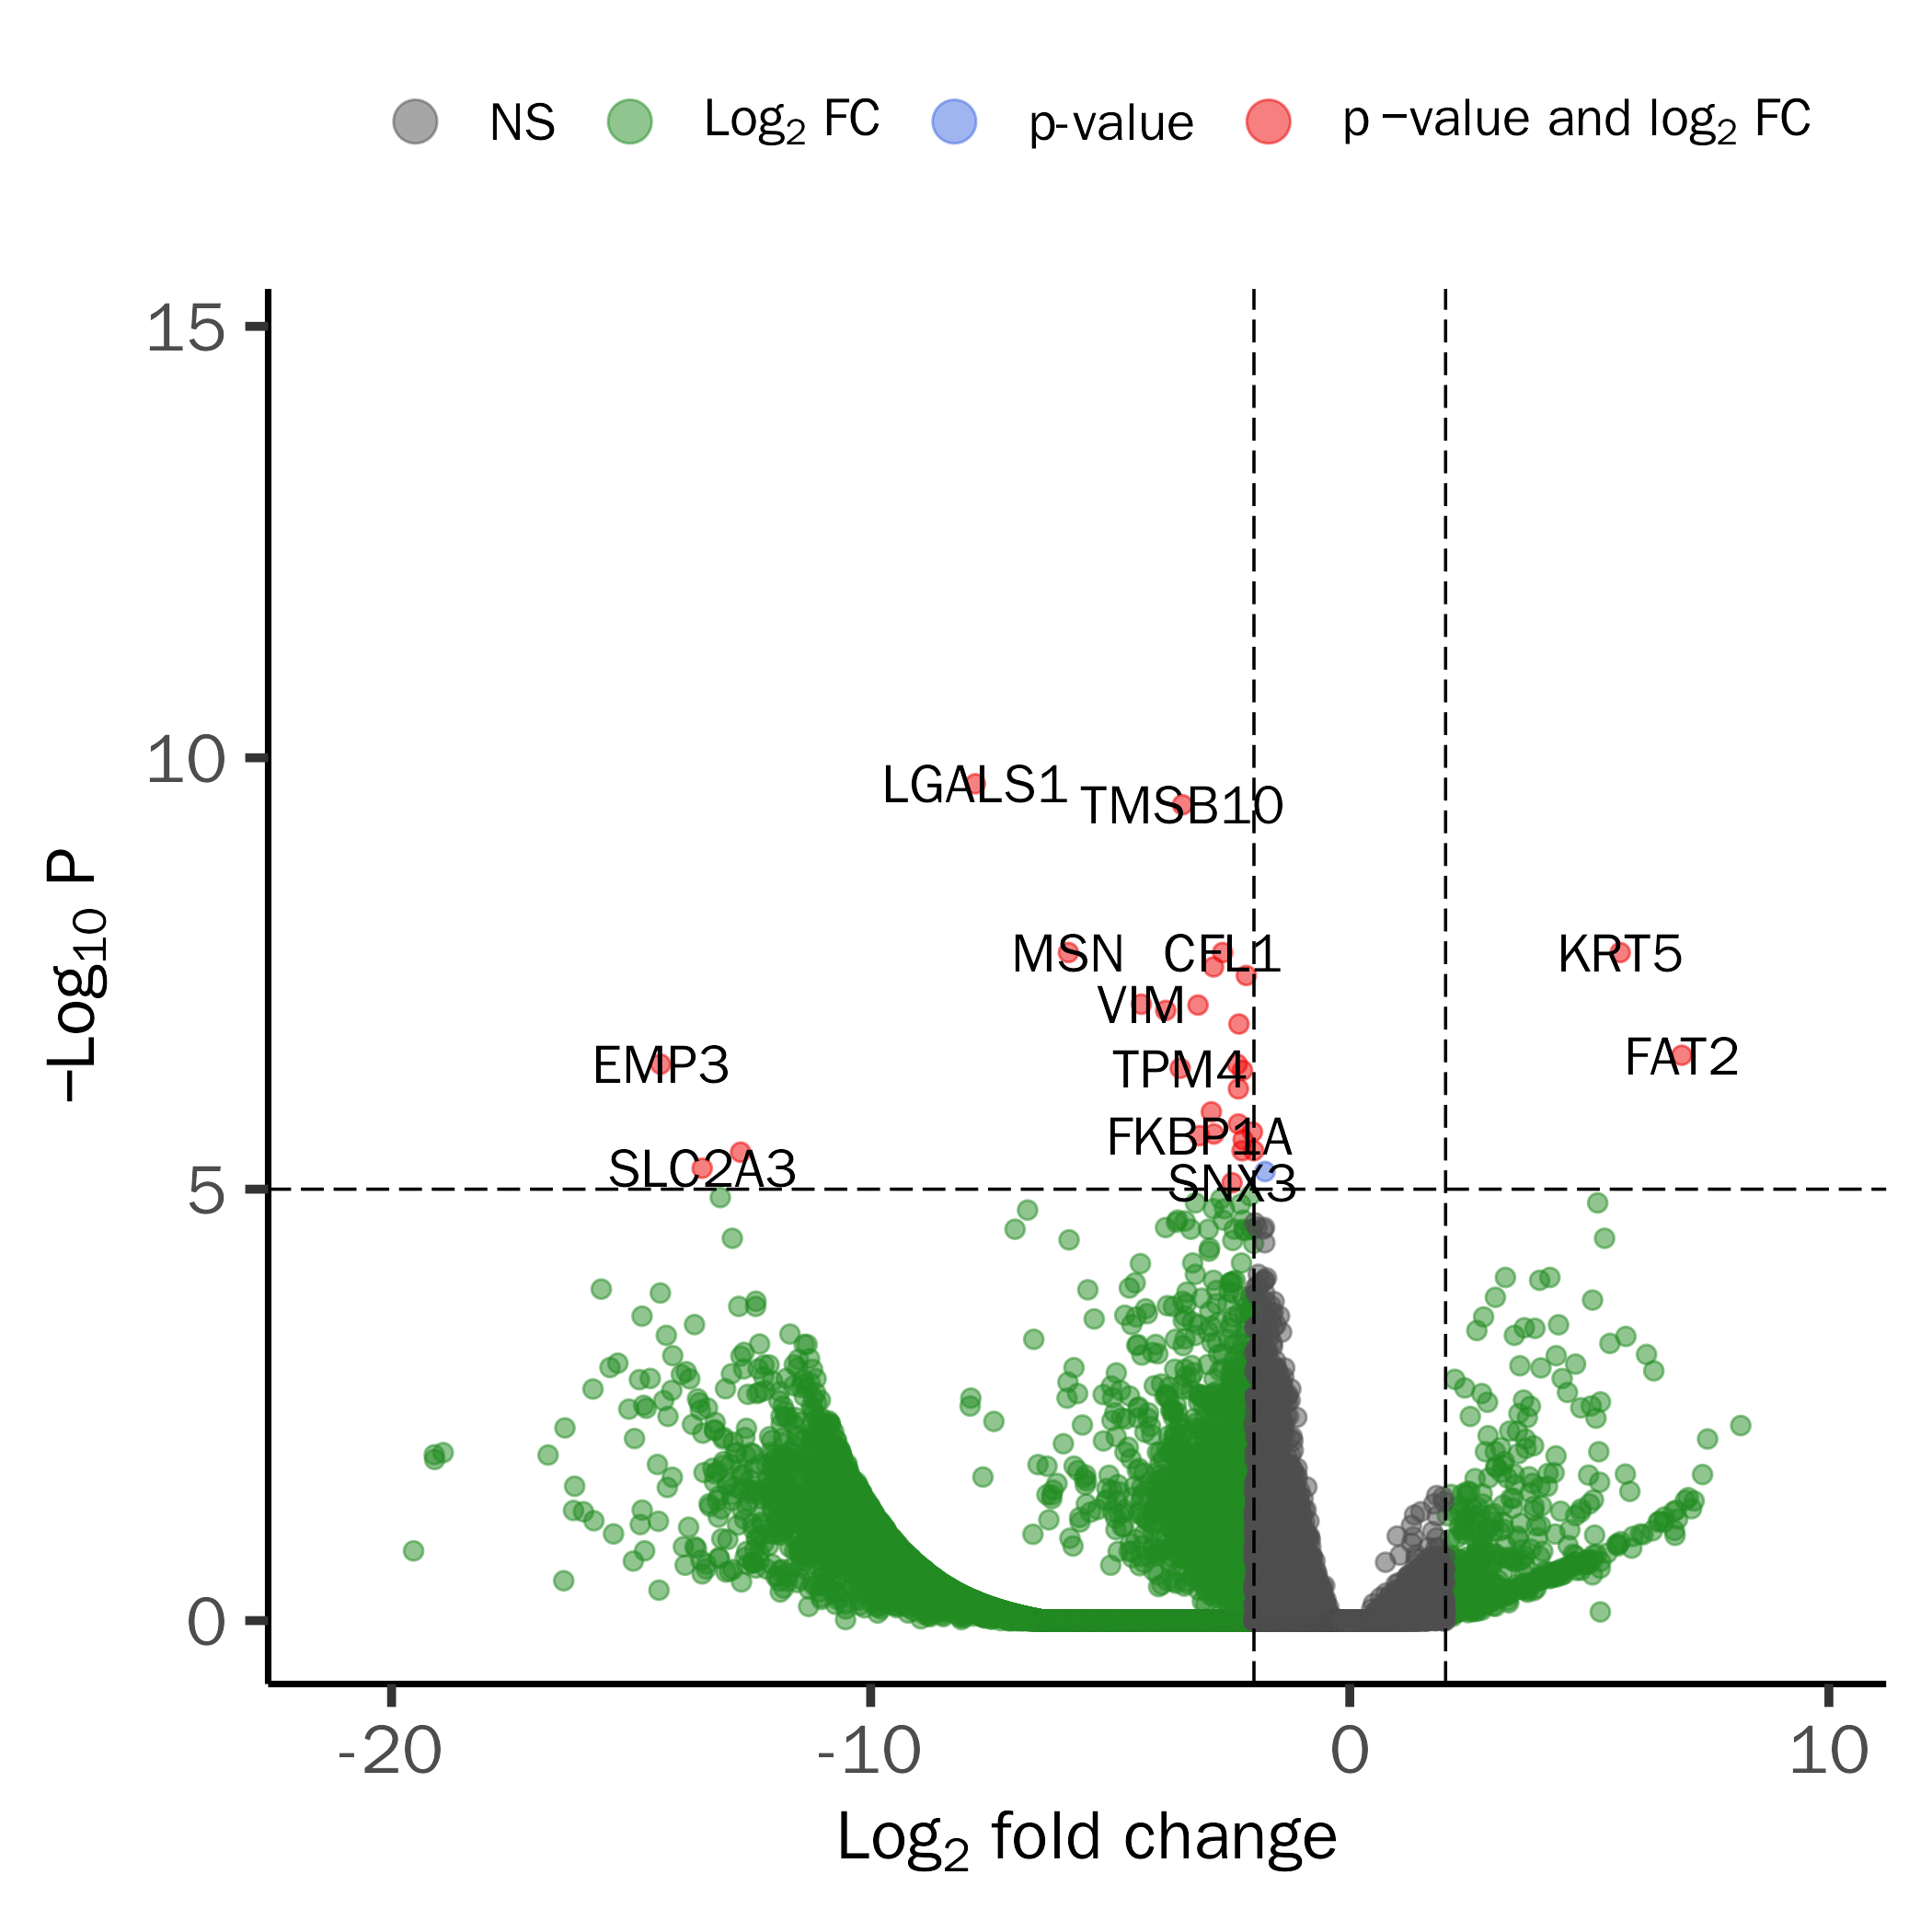 NS Log2 FC p-value p –value and log2 FC
15
10
5
0
–Log10 P
LGALS1
TMSB10
MSN CFL1 KRT5
VIM
EMP3 TPM4 FAT2
FKBP1A
SLC2A3 SNX3
-20 -10 0 10
Log2 fold change